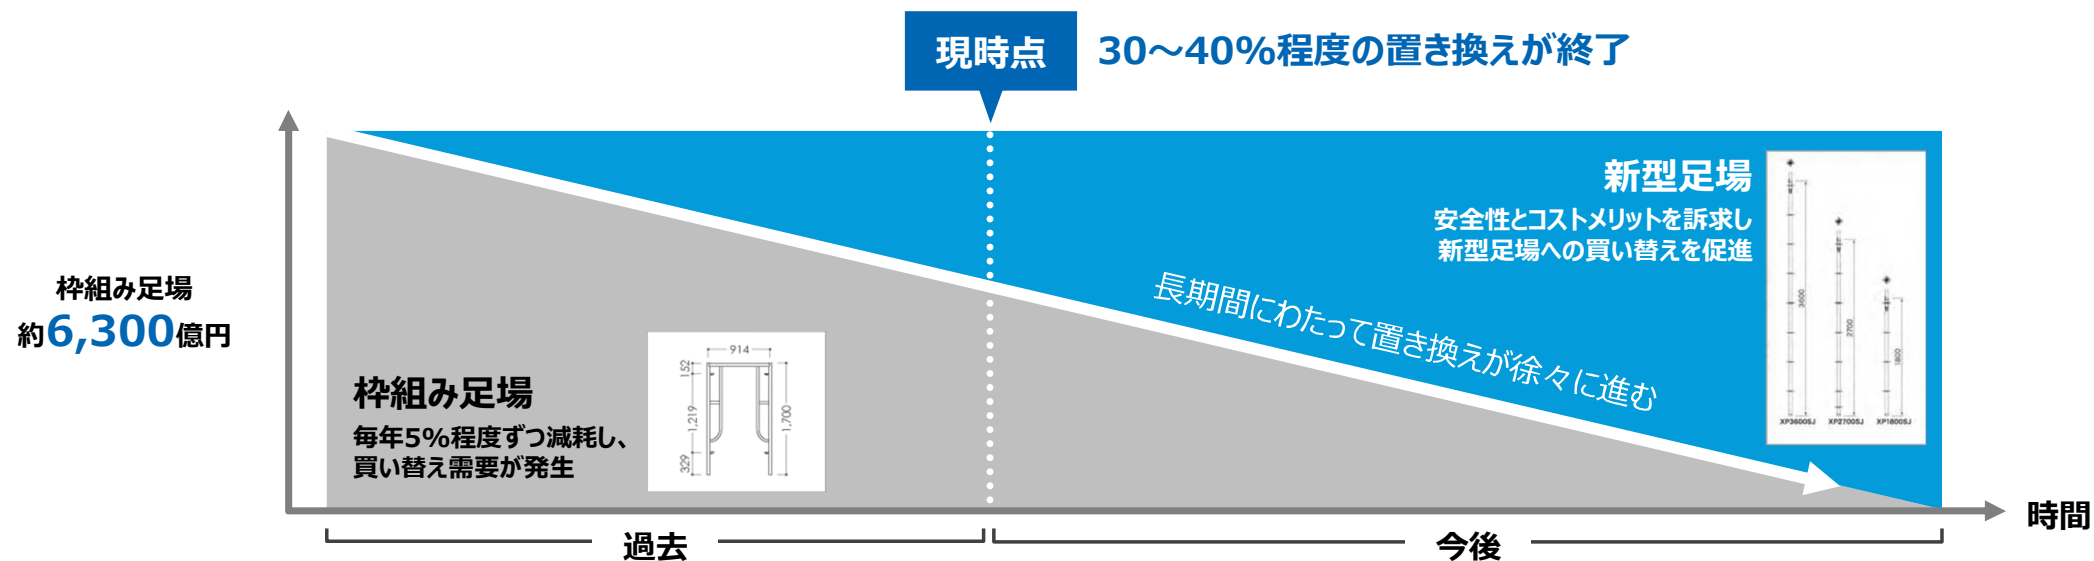 現時点
30～40%程度の置き換えが終了
枠組み足場
約6,300億円
新型足場
安全性とコストメリットを訴求し
新型足場への買い替えを促進
長期間にわたって置き換えが徐々に進む
枠組み足場
毎年5%程度ずつ減耗し、
買い替え需要が発生
914
152
1,219
1,700
329
3600
2700
1800
XP3600SJ XP2700SJ XP1800SJ
時間
過去
今後